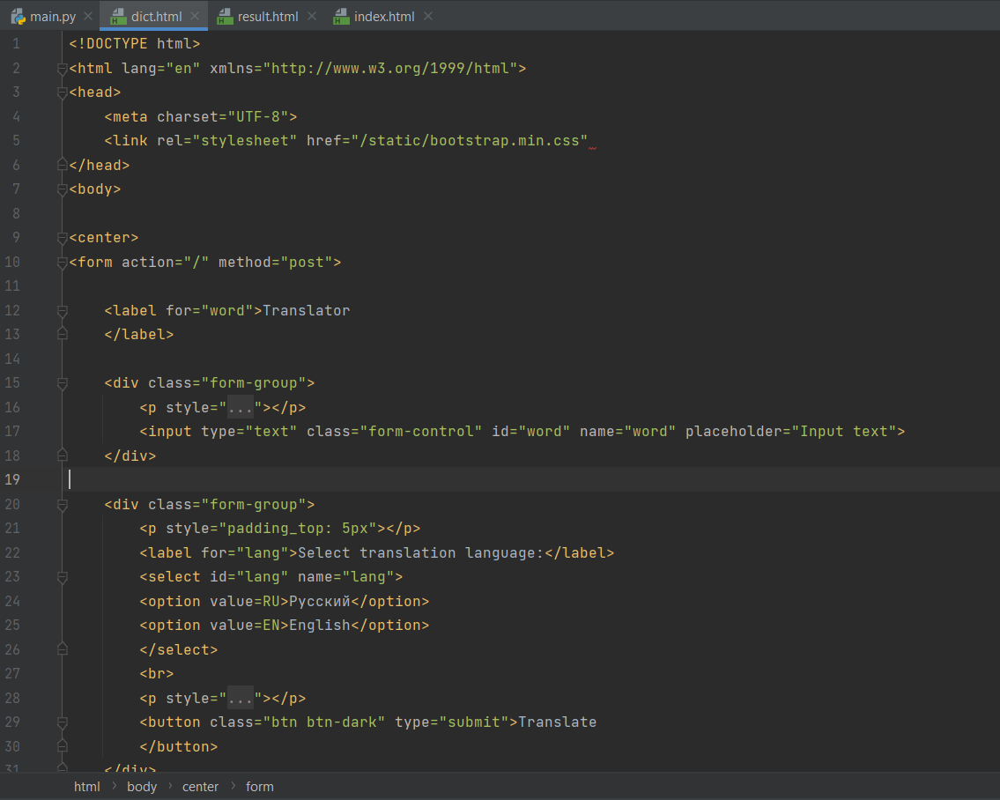 main.py dict.html result.html index.html
1 <!DOCTYPE html>
2 <html lang="en" xmlns="http://www.w3.org/1999/html">
3 <head>
4 <meta charset="UTF-8">
5 <link rel="stylesheet" href="/static/bootstrap.min.css"
6 </head>
7 <body>
8
9 <center>
10 <form action="/" method="post">
11
12 <label for="word">Translator
13 </label>
14
15 <div class="form-group">
16 <p style="..."></p>
17 <input type="text" class="form-control" id="word" name="word" placeholder="Input text">
18 </div>
19
20 <div class="form-group">
21 <p style="padding_top: 5px"></p>
22 <label for="lang">Select translation language:</label>
23 <select id="lang" name="lang">
24 <option value=RU>Русский</option>
25 <option value=EN>English</option>
26 </select>
27 <br>
28 <p style="..."></p>
29 <button class="btn btn-dark" type="submit">Translate
30 </button>
31 </div>
html > body > center > form